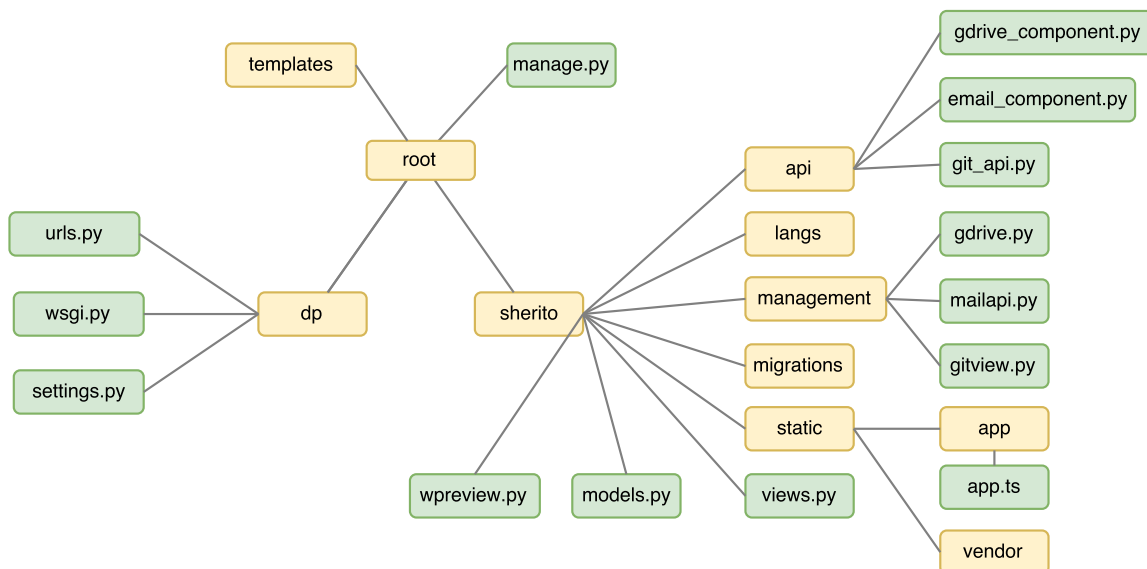 gdrive_component.py
templates
manage.py
email_component.py
root
api
git_api.py
urls.py
langs
gdrive.py
wsgi.py
dp
sherito
management
mailapi.py
settings.py
migrations
gitview.py
static
app
wpreview.py
models.py
views.py
app.ts
vendor